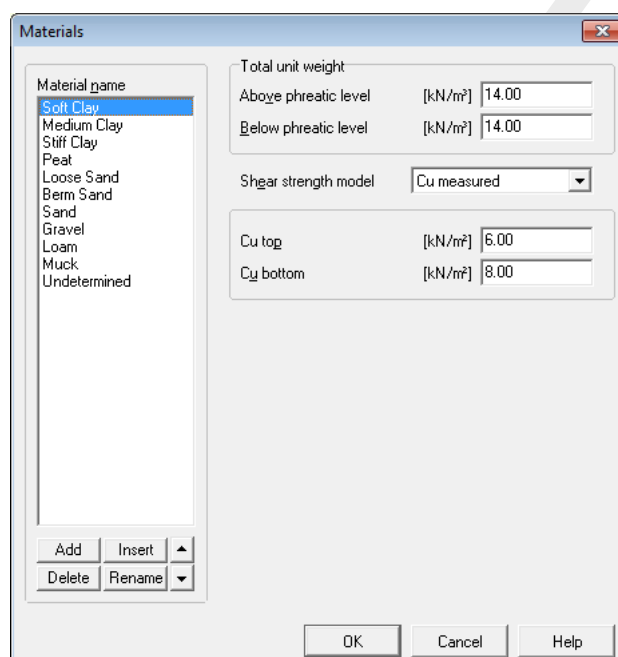 Materials
Material name
Soft Clay
Medium Clay
Stiff Clay
Peat
Loose Sand
Berm Sand
Sand
Gravel
Loam
Muck
Undetermined
Add Insert
Delete Rename
Total unit weight
Above phreatic level [kN/m³] 14.00
Below phreatic level [kN/m³] 14.00
Shear strength model Cu measured
Cu top [kN/m²] 6.00
Cu bottom [kN/m²] 8.00
OK Cancel Help